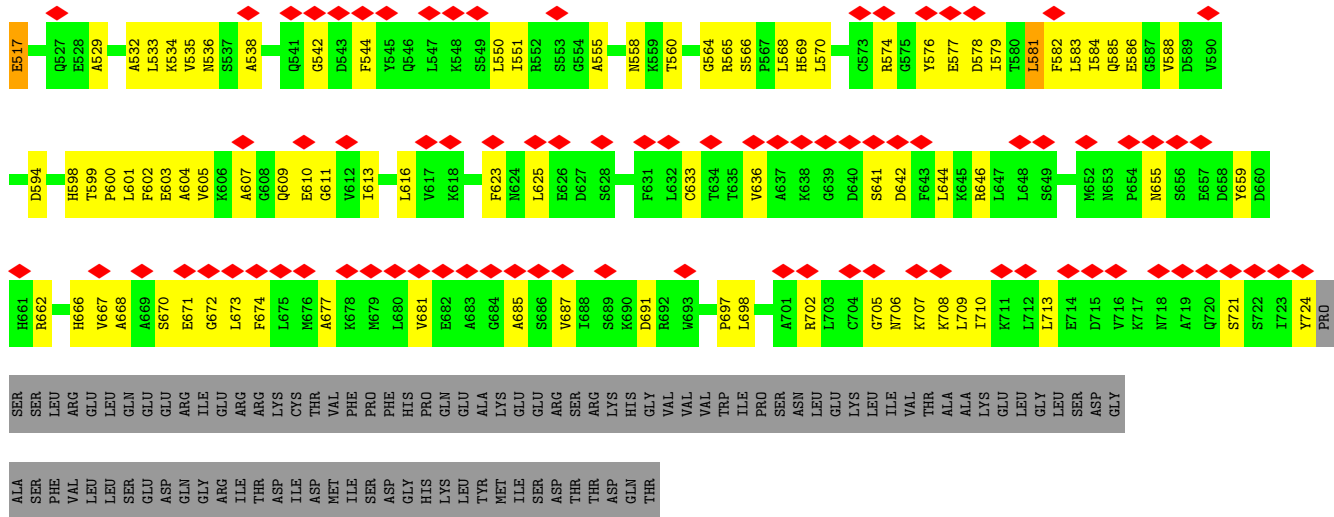 E517 Q527 E528 A529 A532 L533 K534 V535 N536 S537 A538 Q541 G542 D543 F544 Y545 Q546 L547 K548 S549 L550 I551 R552 S553 G554 A555 N558 K559 T560 G564 R565 S566 P567 L568 H569 L570 C573 R574 G575 Y576 E577 D578 I579 T580 L581 F582 L583 I584 Q585 E586 G587 V588 D589 V590
D594 H598 T599 P600 L601 F602 E603 A604 V605 K606 A607 G608 Q609 E610 G611 V612 I613 L616 V617 K618 F623 N624 L625 E626 D627 S628 F631 L632 C633 T634 T635 V636 A637 K638 G639 D640 S641 D642 F643 L644 K645 R646 L647 L648 S649 M652 N653 P654 N655 S656 E657 D658 Y659 D660
H661 R662 H666 V667 A668 A669 S670 E671 G672 L673 F674 L675 M676 A677 K678 M679 L680 V681 E682 A683 G684 A685 S686 V687 I688 S689 K690 D691 R692 W693 P697 L698 A701 R702 L703 C704 G705 N706 K707 K708 L709 I710 K711 L712 L713 E714 D715 V716 K717 N718 A719 Q720 S721 S722 I723 Y724 PRO
SER SER LEU ARG GLU LEU GLN GLU GLU ARG ILE GLU ARG ARG LYS CYS THR VAL PHE PRO PHE HIS PRO GLN GLU ALA LYS GLU GLU ARG SER ARG LYS HIS GLY VAL VAL VAL TRP ILE PRO SER ASN LEU GLU LYS LEU ILE VAL THR ALA ALA LYS GLU LEU GLY LEU SER ASP GLY
ALA SER PHE VAL LEU LEU SER GLU ASP GLN GLY ARG ILE THR ASP ILE ASP MET ILE SER ASP GLY HIS LYS LEU TYR MET ILE SER ASP THR THR ASP GLN THR